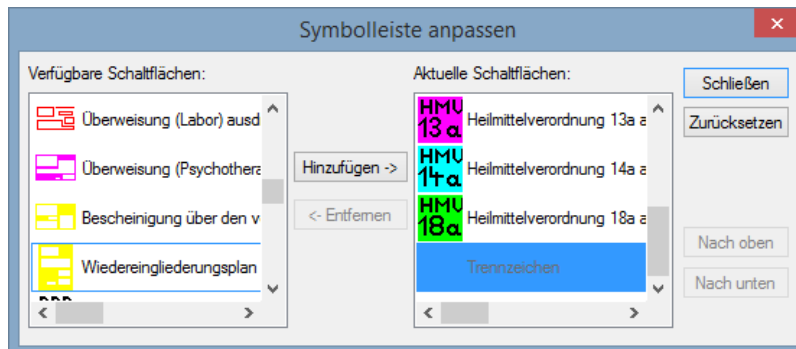 Symbolleiste anpassen
Verfügbare Schaltflächen:
Überweisung (Labor) ausd
Überweisung (Psychothera
Bescheinigung über den v
Wiedereingliederungsplan
Hinzufügen ->
<- Entfernen
Aktuelle Schaltflächen:
HMV 13a Heilmittelverordnung 13a a
HMV 14a Heilmittelverordnung 14a a
HMV 18a Heilmittelverordnung 18a a
Trennzeichen
Schließen
Zurücksetzen
Nach oben
Nach unten